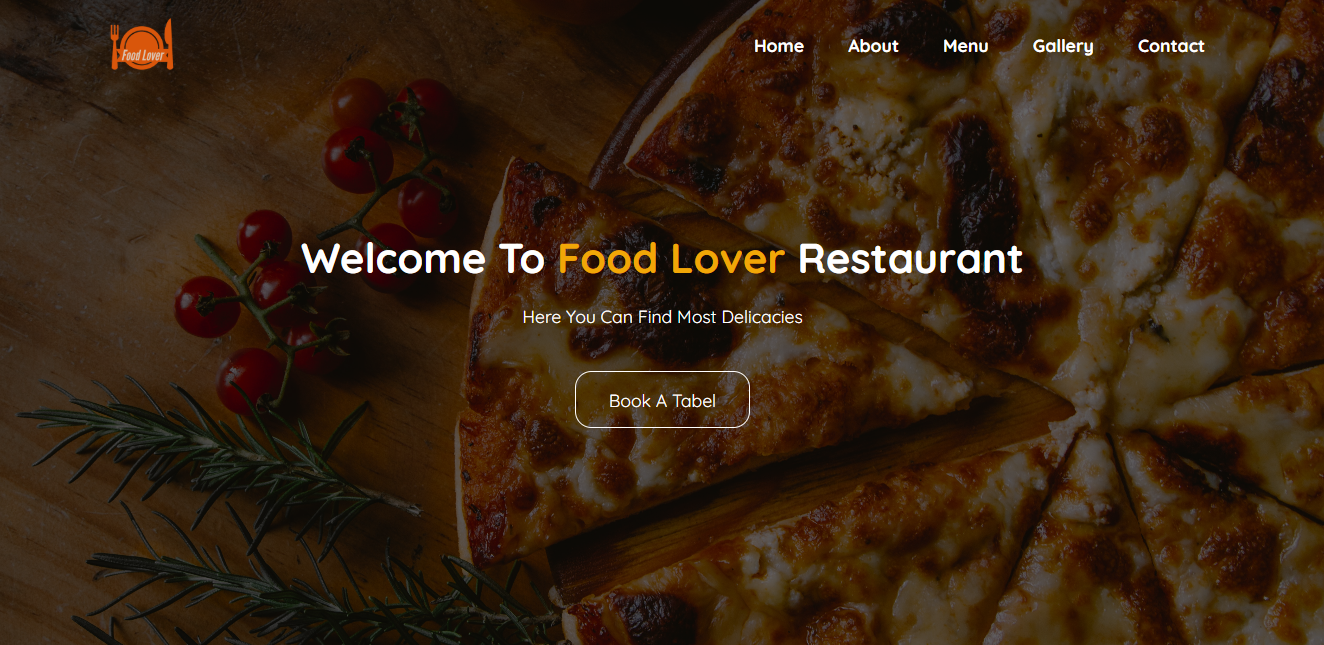 Food Lover
Home About Menu Gallery Contact
Welcome To Food Lover Restaurant
Here You Can Find Most Delicacies
Book A Tabel